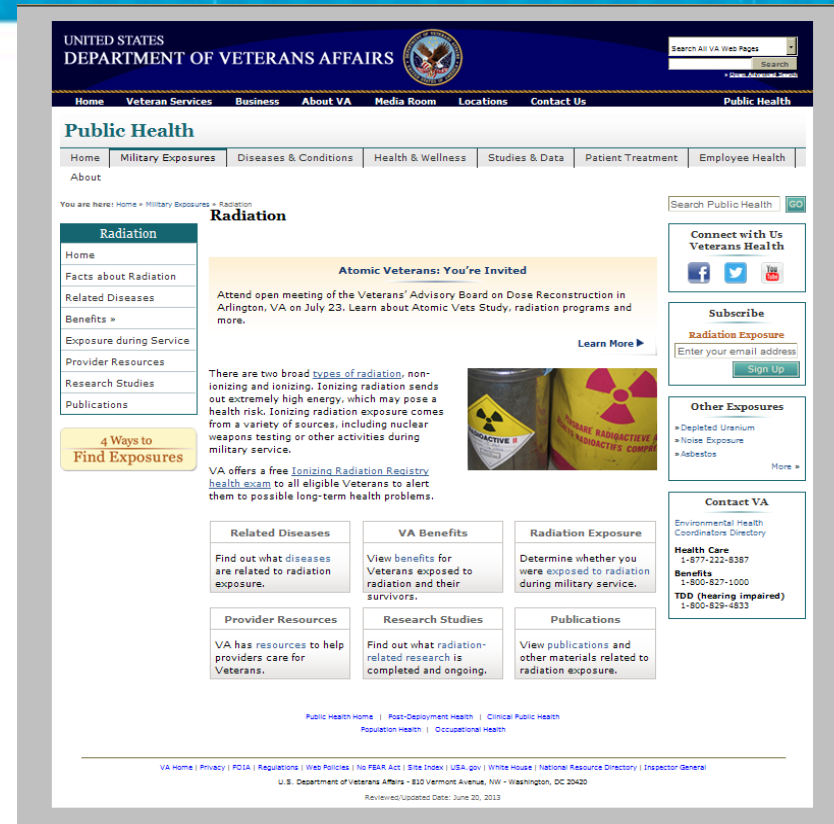 UNITED STATES
DEPARTMENT OF VETERANS AFFAIRS
Search All VA Web Pages
Search
» Open Advanced Search
Home Veteran Services Business About VA Media Room Locations Contact Us Public Health
Public Health
Home Military Exposures Diseases & Conditions Health & Wellness Studies & Data Patient Treatment Employee Health
About
You are here: Home » Military Exposures » Radiation
Radiation
Search Public Health GO
Radiation
Home
Facts about Radiation
Related Diseases
Benefits »
Exposure during Service
Provider Resources
Research Studies
Publications
4 Ways to
Find Exposures
Atomic Veterans: You're Invited
Attend open meeting of the Veterans' Advisory Board on Dose Reconstruction in
Arlington, VA on July 23. Learn about Atomic Vets Study, radiation programs and
more.
Learn More
There are two broad types of radiation, non-
ionizing and ionizing. Ionizing radiation sends
out extremely high energy, which may pose a
health risk. Ionizing radiation exposure comes
from a variety of sources, including nuclear
weapons testing or other activities during
military service.
VA offers a free Ionizing Radiation Registry
health exam to all eligible Veterans to alert
them to possible long-term health problems.
RADIOACTIVE II
RADIOACTIEVE
RADIOACTIFS
Related Diseases
Find out what diseases
are related to radiation
exposure.
VA Benefits
View benefits for
Veterans exposed to
radiation and their
survivors.
Radiation Exposure
Determine whether you
were exposed to radiation
during military service.
Provider Resources
VA has resources to help
providers care for
Veterans.
Research Studies
Find out what radiation-
related research is
completed and ongoing.
Publications
View publications and
other materials related to
radiation exposure.
Connect with Us
Veterans Health
You
Tube
Subscribe
Radiation Exposure
Enter your email address
Sign Up
Other Exposures
» Depleted Uranium
» Noise Exposure
» Asbestos
More »
Contact VA
Environmental Health
Coordinators Directory
Health Care
1-877-222-8387
Benefits
1-800-827-1000
TDD (hearing impaired)
1-800-829-4833
Public Health Home | Post-Deployment Health | Clinical Public Health
Population Health | Occupational Health
VA Home | Privacy | FOIA | Regulations | Web Policies | No FEAR Act | Site Index | USA.gov | White House | National Resource Directory | Inspector General
U.S. Department of Veterans Affairs - 810 Vermont Avenue, NW - Washington, DC 20420
Reviewed/Updated Date: June 20, 2013